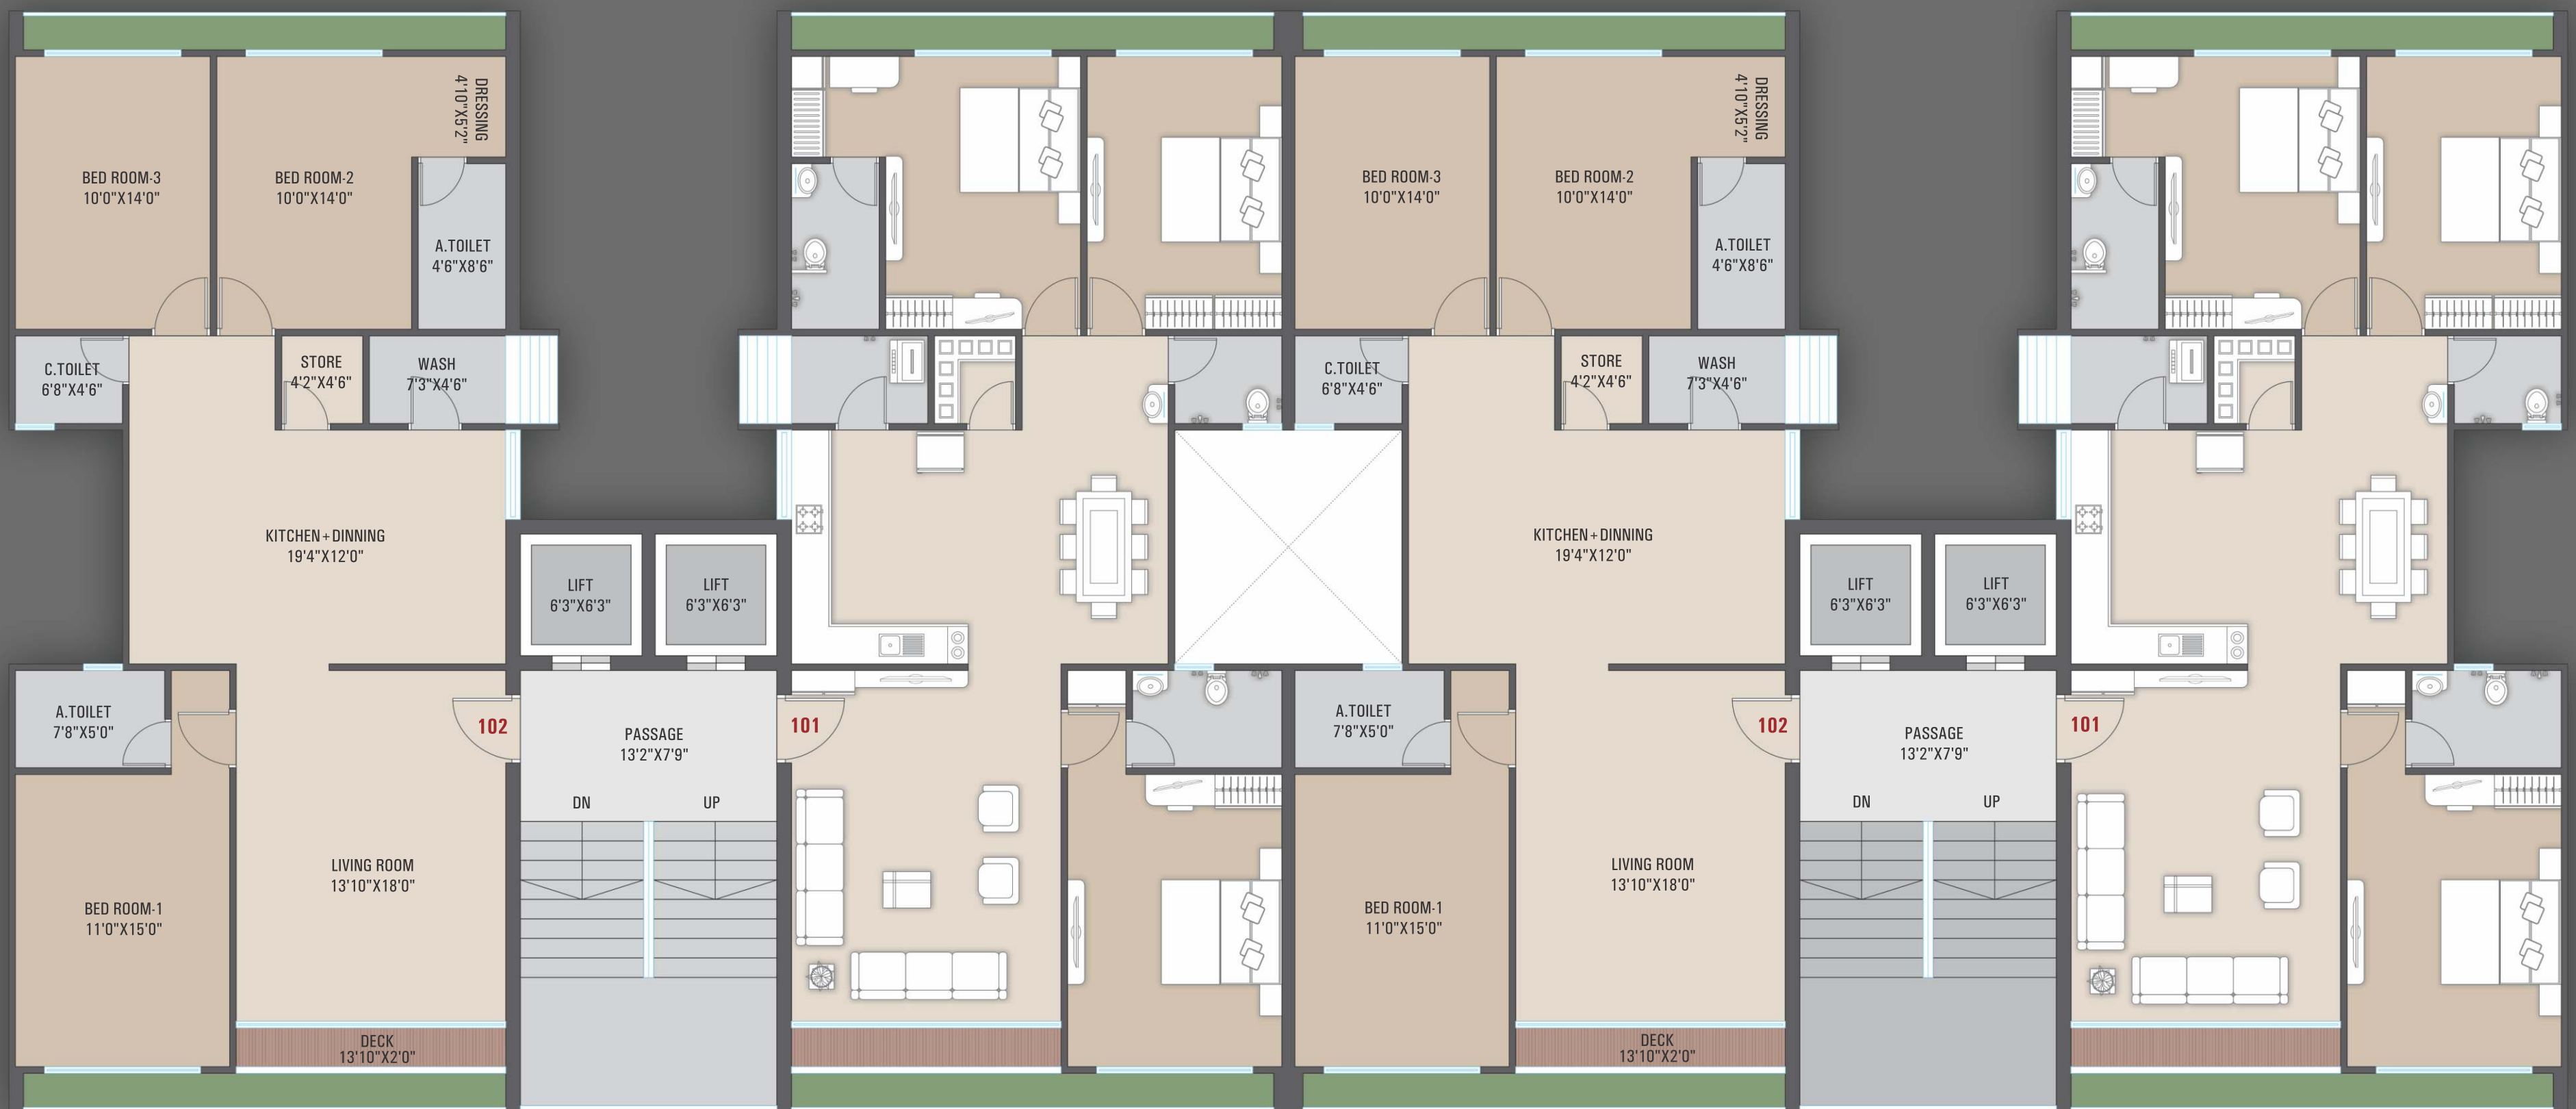 DRESSING
4'10"X5'2"
BED ROOM-3
10'0"X14'0"
BED ROOM-2
10'0"X14'0"
A.TOILET
4'6"X8'6"
C.TOILET
6'8"X4'6"
STORE
4'2"X4'6"
WASH
7'3"X4'6"
KITCHEN+DINNING
19'4"X12'0"
LIFT
6'3"X6'3"
LIFT
6'3"X6'3"
A.TOILET
7'8"X5'0"
102
PASSAGE
13'2"X7'9"
101
DN
UP
LIVING ROOM
13'10"X18'0"
BED ROOM-1
11'0"X15'0"
DECK
13'10"X2'0"
DRESSING
4'10"X5'2"
BED ROOM-3
10'0"X14'0"
BED ROOM-2
10'0"X14'0"
A.TOILET
4'6"X8'6"
C.TOILET
6'8"X4'6"
STORE
4'2"X4'6"
WASH
7'3"X4'6"
KITCHEN+DINNING
19'4"X12'0"
LIFT
6'3"X6'3"
LIFT
6'3"X6'3"
A.TOILET
7'8"X5'0"
102
PASSAGE
13'2"X7'9"
101
DN
UP
LIVING ROOM
13'10"X18'0"
BED ROOM-1
11'0"X15'0"
DECK
13'10"X2'0"